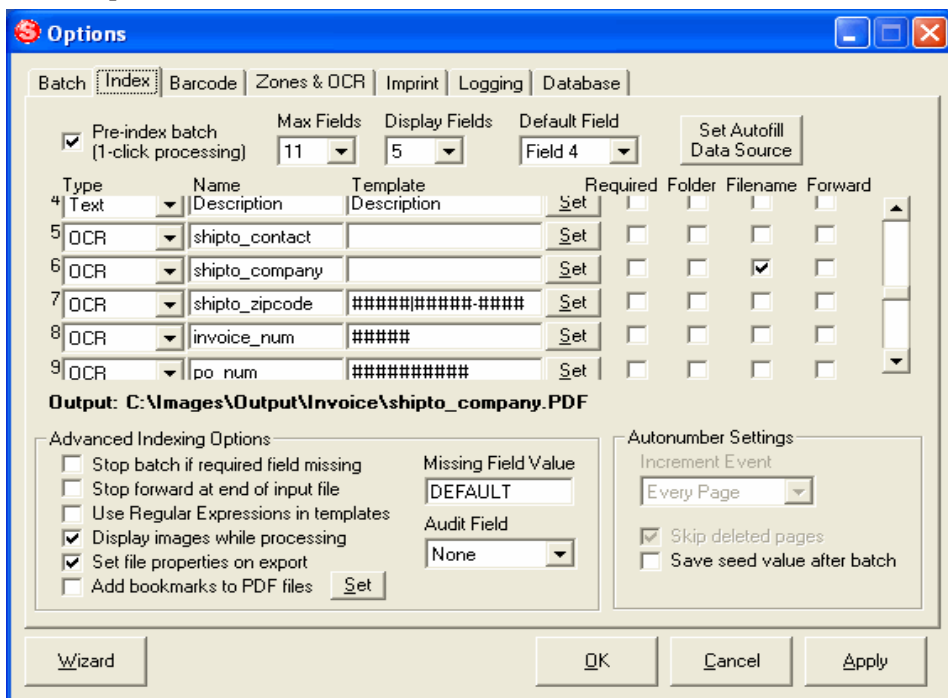 Options
Batch Index Barcode Zones & OCR Imprint Logging Database
Pre-index batch (1-click processing)
Max Fields Display Fields Default Field
11 5 Field 4
Set Autofill Data Source
Type Name Template Required Folder Filename Forward
4 Text Description Description Set
5 OCR shipto_contact Set
6 OCR shipto_company Set
7 OCR shipto_zipcode #####|#####-#### Set
8 OCR invoice_num ##### Set
9 OCR po_num ########## Set
Output: C:\Images\Output\Invoice\shipto_company.PDF
Advanced Indexing Options
Stop batch if required field missing
Stop forward at end of input file
Use Regular Expressions in templates
Display images while processing
Set file properties on export
Add bookmarks to PDF files Set
Missing Field Value
DEFAULT
Audit Field
None
Autonumber Settings
Increment Event
Every Page
Skip deleted pages
Save seed value after batch
Wizard OK Cancel Apply